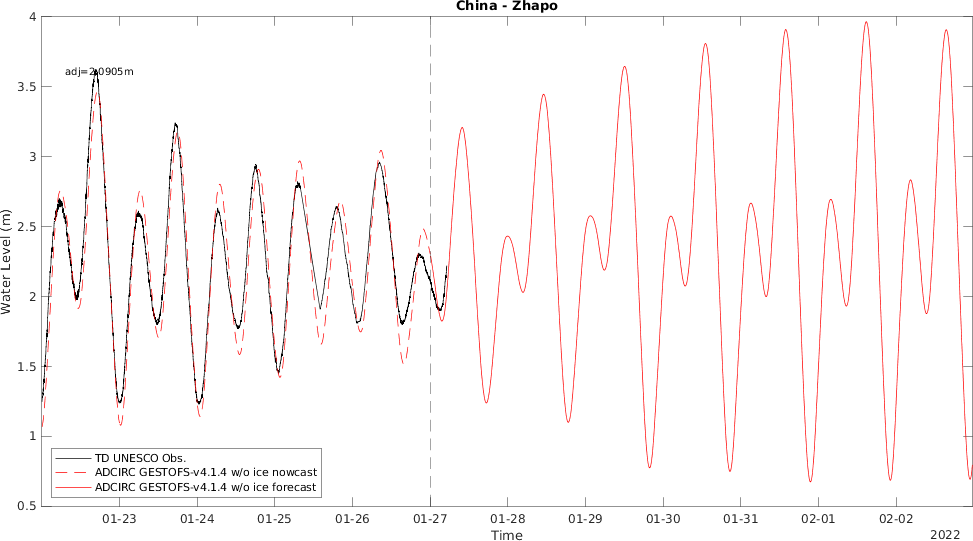 China - Zhapo
4
3.5
3
2.5
2
1.5
1
0.5
Water Level (m)
adj=2.0905m
TD UNESCO Obs.
ADCIRC GESTOFS-v4.1.4 w/o ice nowcast
ADCIRC GESTOFS-v4.1.4 w/o ice forecast
01-23 01-24 01-25 01-26 01-27 01-28 01-29 01-30 01-31 02-01 02-02
Time
2022